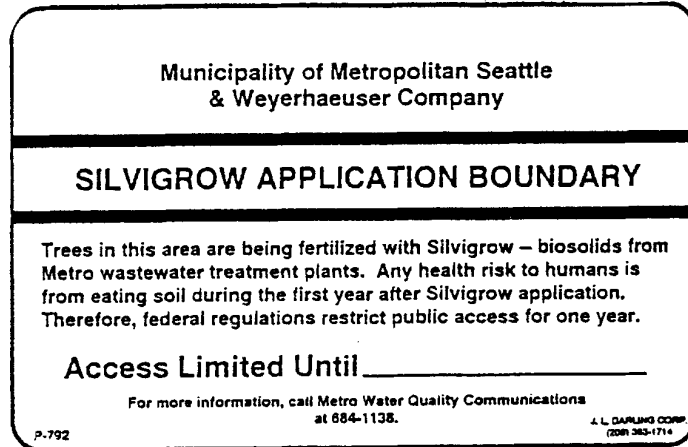 Municipality of Metropolitan Seattle
& Weyerhaeuser Company
SILVIGROW APPLICATION BOUNDARY
Trees in this area are being fertilized with Silvigrow – biosolids from
Metro wastewater treatment plants. Any health risk to humans is
from eating soil during the first year after Silvigrow application.
Therefore, federal regulations restrict public access for one year.
Access Limited Until
For more information, call Metro Water Quality Communications
at 684-1138.
P-792
J. L. DARLING CORP.
(206) 383-1714